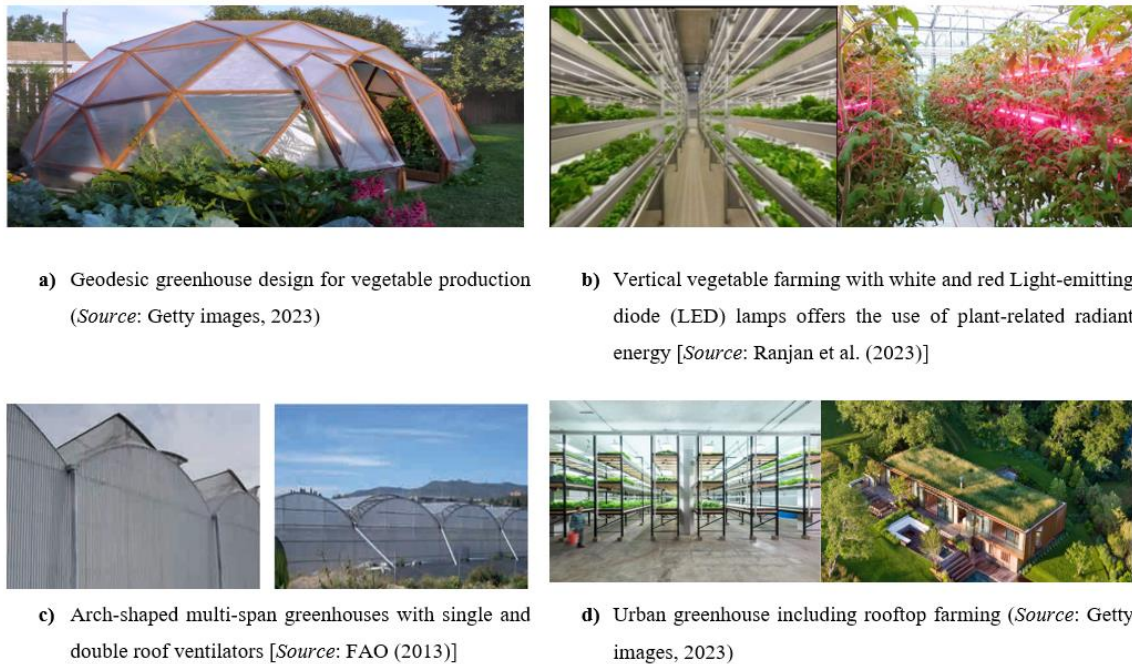 a) Geodesic greenhouse design for vegetable production
(Source: Getty images, 2023)
b) Vertical vegetable farming with white and red Light-emitting
diode (LED) lamps offers the use of plant-related radiant
energy [Source: Ranjan et al. (2023)]
c) Arch-shaped multi-span greenhouses with single and
double roof ventilators [Source: FAO (2013)]
d) Urban greenhouse including rooftop farming (Source: Getty
images, 2023)